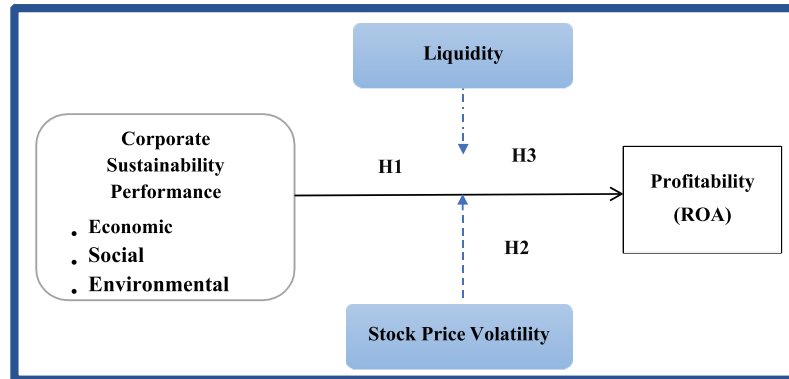 Liquidity
Corporate
Sustainability
Performance
. Economic
. Social
. Environmental
H1
H3
Profitability
(ROA)
H2
Stock Price Volatility